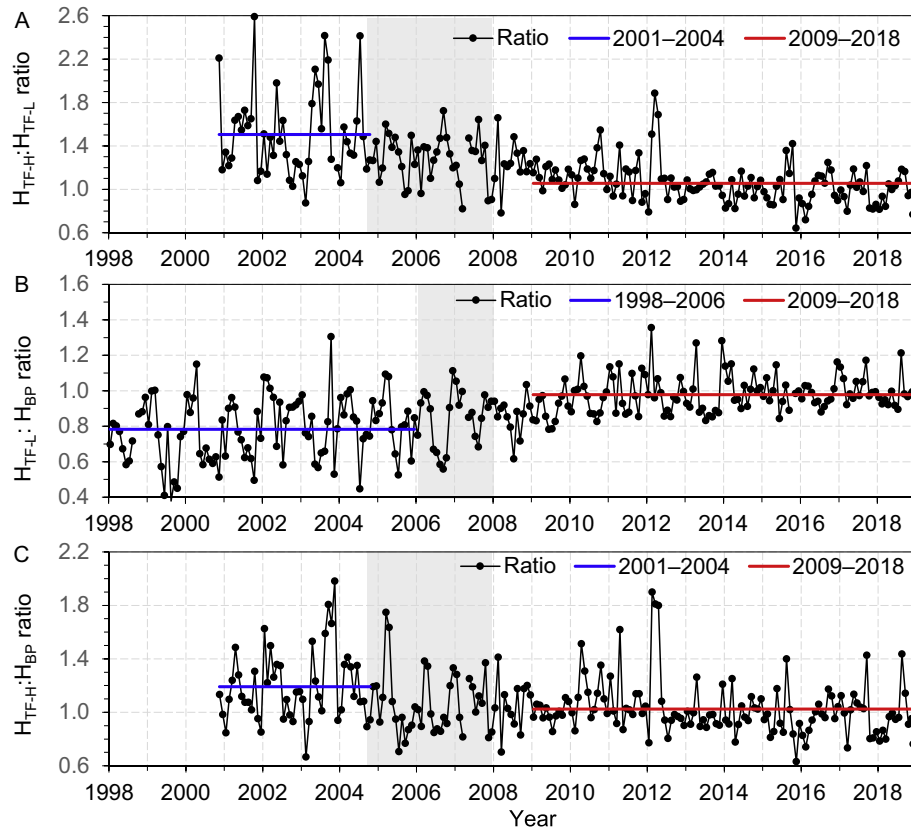 A
H_TF-H:H_TF-L ratio
2.6
2.2
1.8
1.4
1.0
0.6
Ratio 2001–2004 2009–2018
1998 2000 2002 2004 2006 2008 2010 2012 2014 2016 2018
B
H_TF-L: H_BP ratio
1.6
1.4
1.2
1.0
0.8
0.6
0.4
Ratio 1998–2006 2009–2018
1998 2000 2002 2004 2006 2008 2010 2012 2014 2016 2018
C
H_TF-H:H_BP ratio
2.2
1.8
1.4
1.0
0.6
Ratio 2001–2004 2009–2018
1998 2000 2002 2004 2006 2008 2010 2012 2014 2016 2018
Year